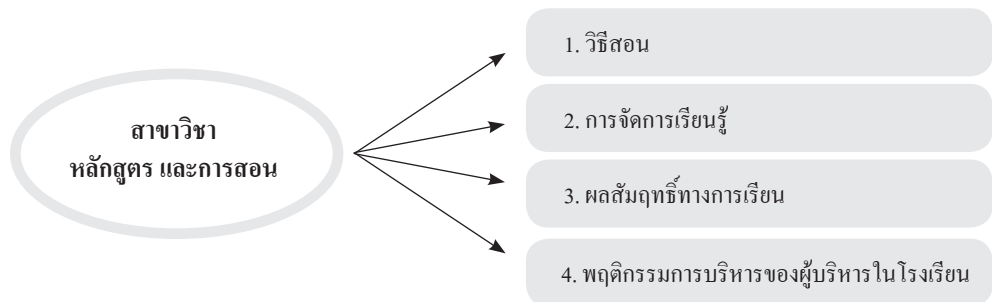 สาขาวิชา
หลักสูตร และการสอน
1. วิธีสอน
2. การจัดการเรียนรู้
3. ผลสัมฤทธิ์ทางการเรียน
4. พฤติกรรมการบริหารของผู้บริหารในโรงเรียน